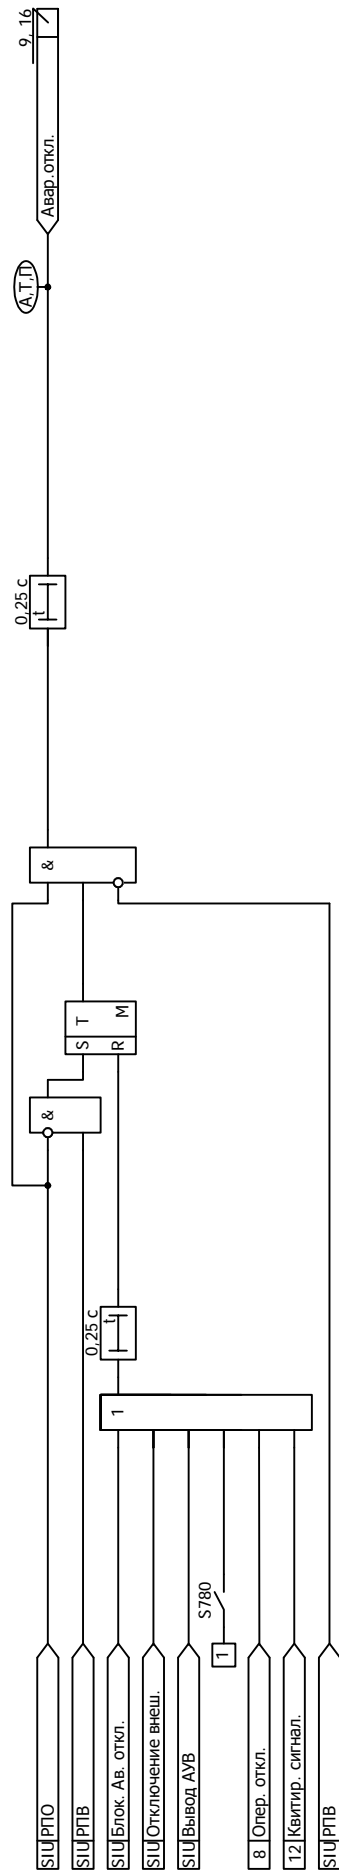 SIU РПО
SIU РПВ
SIU Блок. Ав. откл.
SIU Отключение внеш.
SIU Вывод АУВ
1
S780
8 Опер. откл.
12 Квитир. сигнал.
SIU РПВ
1
0,25 с
t
&
S T
R M
&
0,25 с
t
А,Т,П
Авар.откл.
9, 16